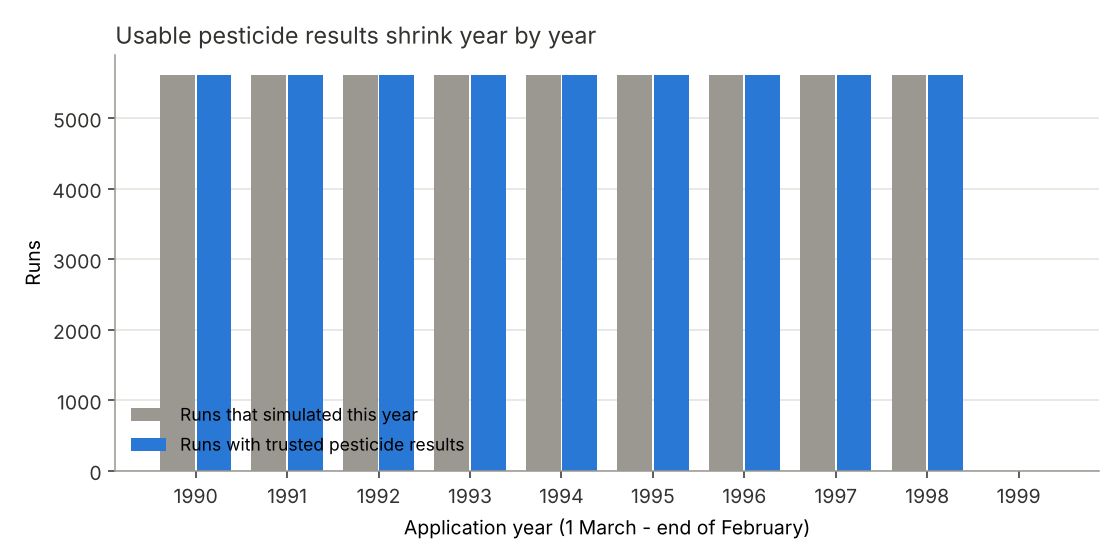 Usable pesticide results shrink year by year
Runs
5000
4000
3000
2000
1000
0
Runs that simulated this year
Runs with trusted pesticide results
1990 1991 1992 1993 1994 1995 1996 1997 1998 1999
Application year (1 March - end of February)